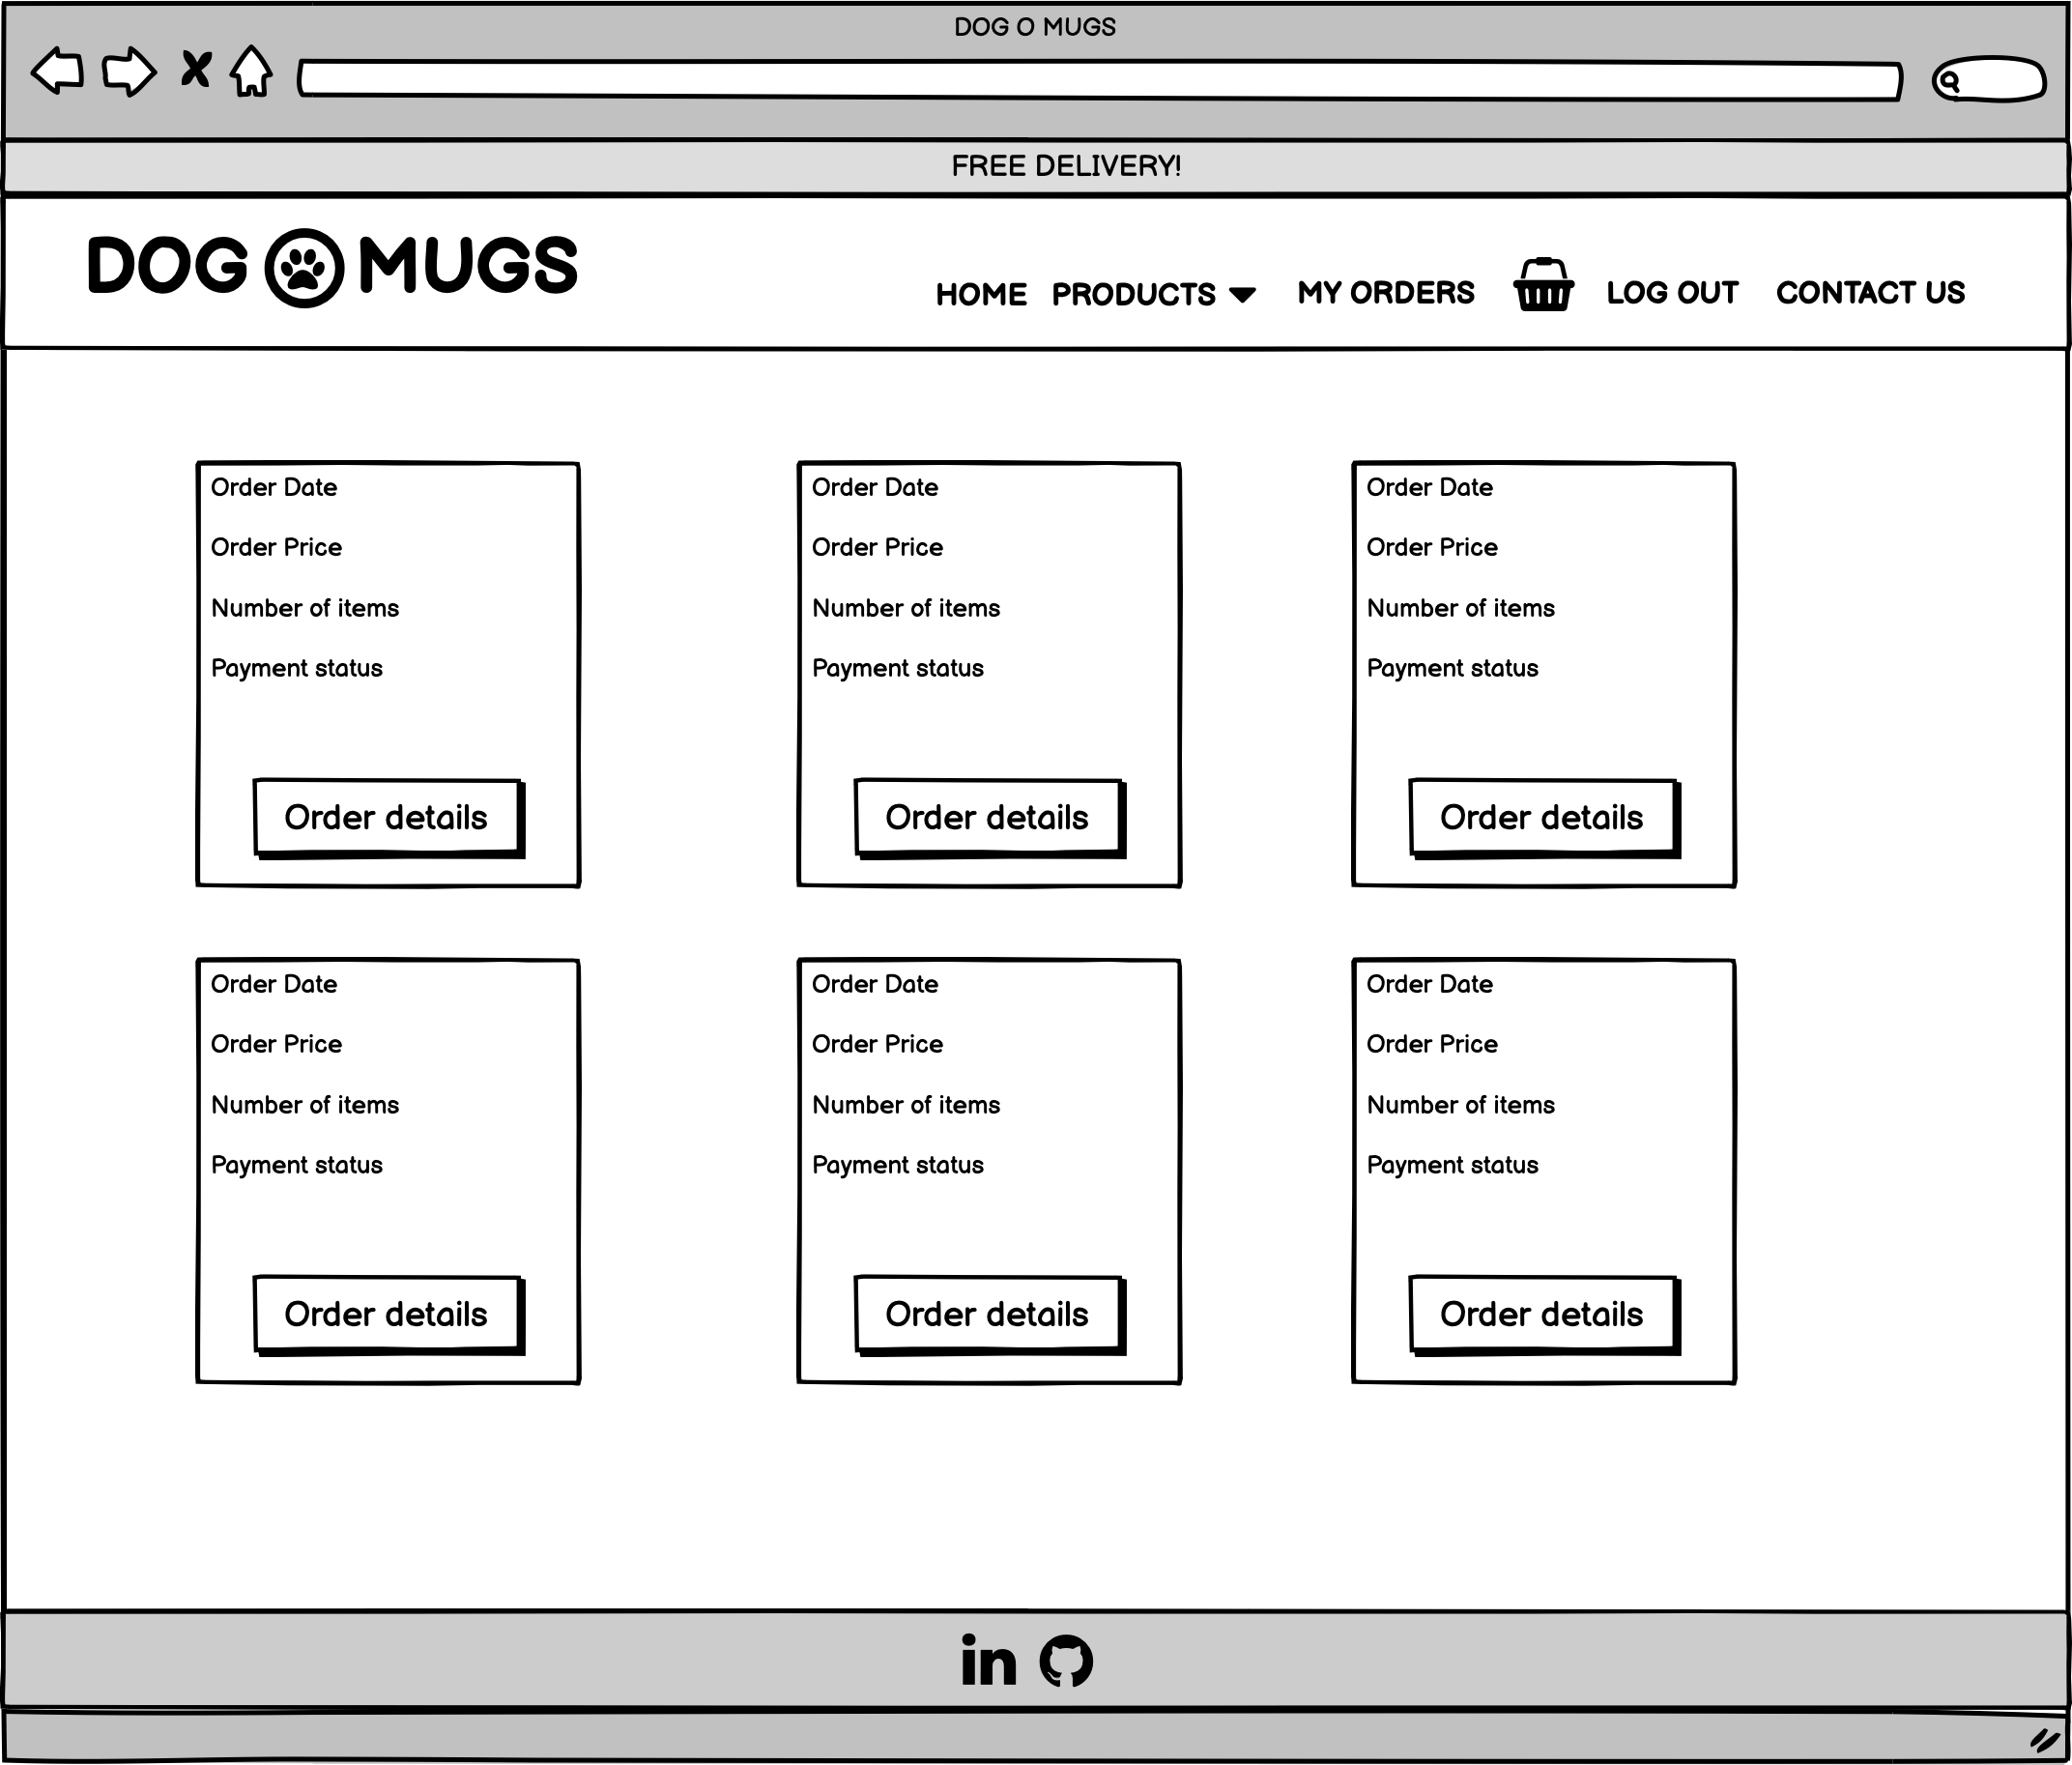 DOG O MUGS
FREE DELIVERY!
DOG MUGS
HOME PRODUCTS MY ORDERS LOG OUT CONTACT US
Order Date Order Date Order Date
Order Price Order Price Order Price
Number of items Number of items Number of items
Payment status Payment status Payment status
Order details Order details Order details
Order Date Order Date Order Date
Order Price Order Price Order Price
Number of items Number of items Number of items
Payment status Payment status Payment status
Order details Order details Order details
in